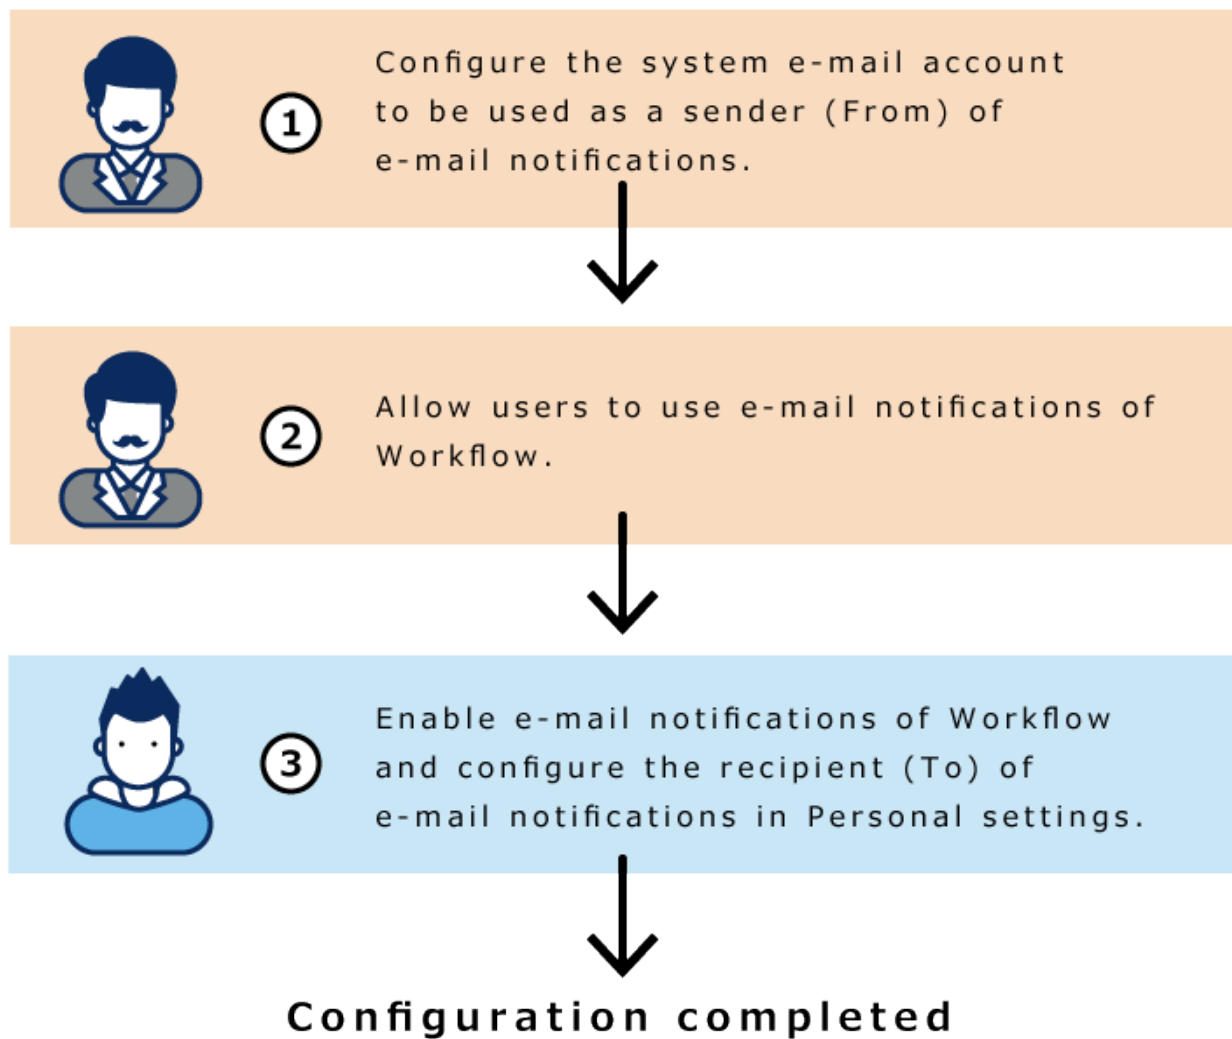 1
Configure the system e-mail account
to be used as a sender (From) of
e-mail notifications.
2
Allow users to use e-mail notifications of
Workflow.
3
Enable e-mail notifications of Workflow
and configure the recipient (To) of
e-mail notifications in Personal settings.
Configuration completed